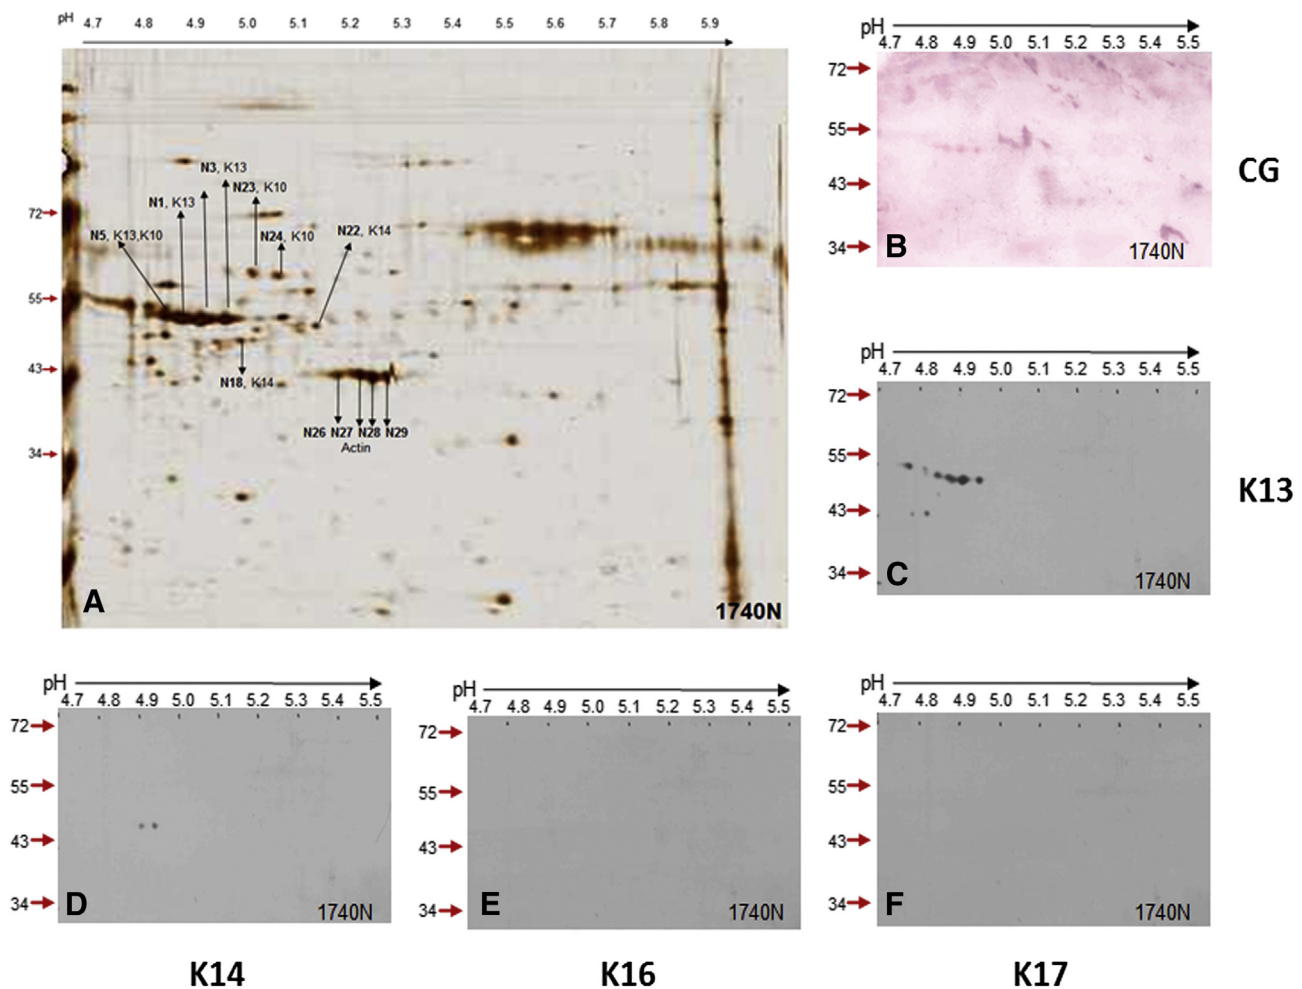 pH 4.7 4.8 4.9 5.0 5.1 5.2 5.3 5.4 5.5 5.6 5.7 5.8 5.9
N3, K13
N23, K10
N1, K13
72
N5, K13,K10
N24, K10
N22, K14
55
43
N18, K14
N26 N27 N28 N29
Actin
34
A
1740N
pH
4.7 4.8 4.9 5.0 5.1 5.2 5.3 5.4 5.5
72
55
43
34
B
1740N
CG
pH
4.7 4.8 4.9 5.0 5.1 5.2 5.3 5.4 5.5
72
55
43
34
C
1740N
K13
pH
4.7 4.8 4.9 5.0 5.1 5.2 5.3 5.4 5.5
72
55
43
34
D
1740N
K14
pH
4.7 4.8 4.9 5.0 5.1 5.2 5.3 5.4 5.5
72
55
43
34
E
1740N
K16
pH
4.7 4.8 4.9 5.0 5.1 5.2 5.3 5.4 5.5
72
55
43
34
F
1740N
K17